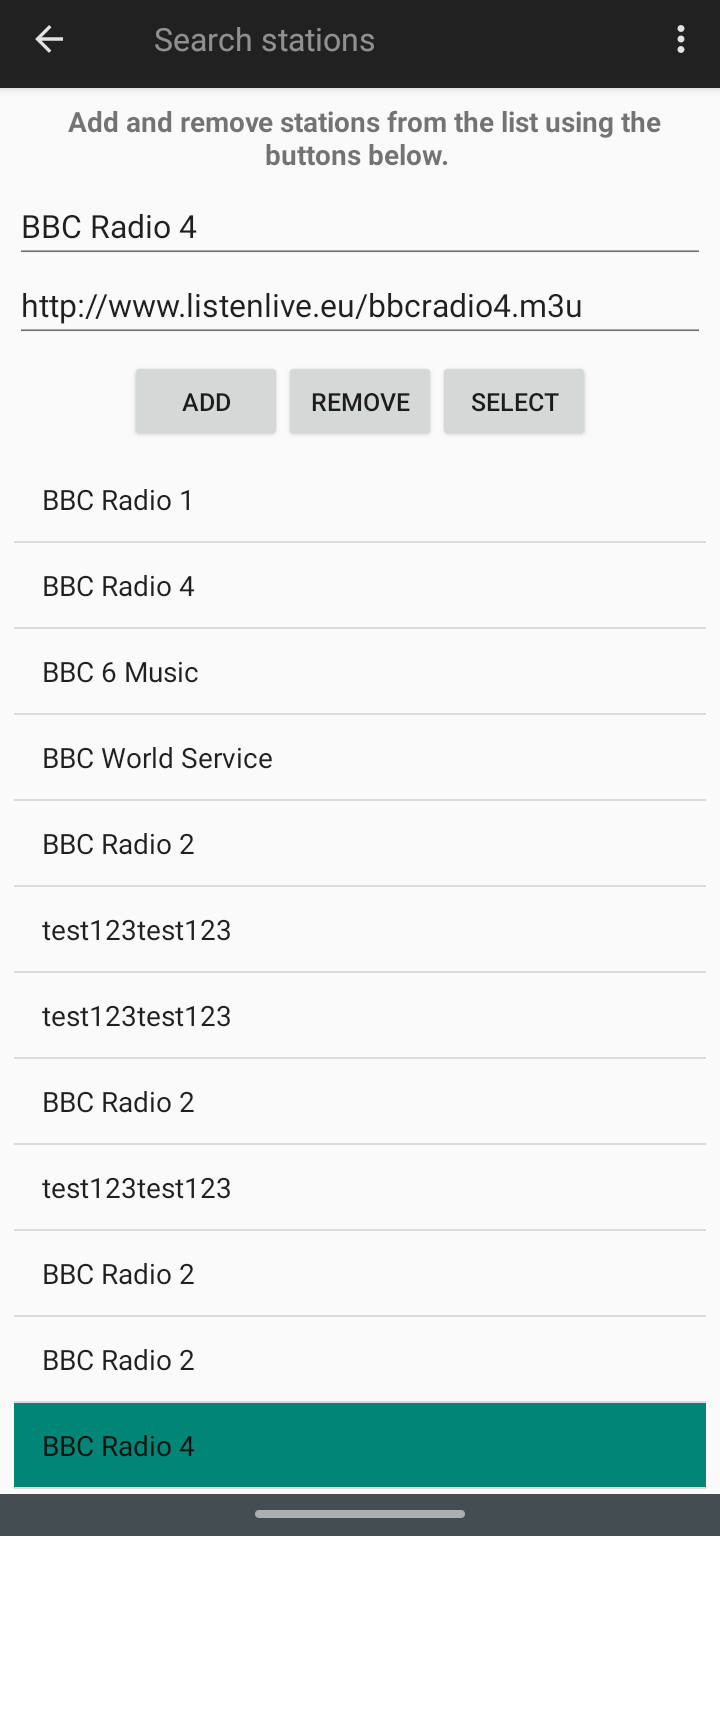 Search stations
Add and remove stations from the list using the
buttons below.
BBC Radio 4
http://www.listenlive.eu/bbcradio4.m3u
ADD REMOVE SELECT
BBC Radio 1
BBC Radio 4
BBC 6 Music
BBC World Service
BBC Radio 2
test123test123
test123test123
BBC Radio 2
test123test123
BBC Radio 2
BBC Radio 2
BBC Radio 4